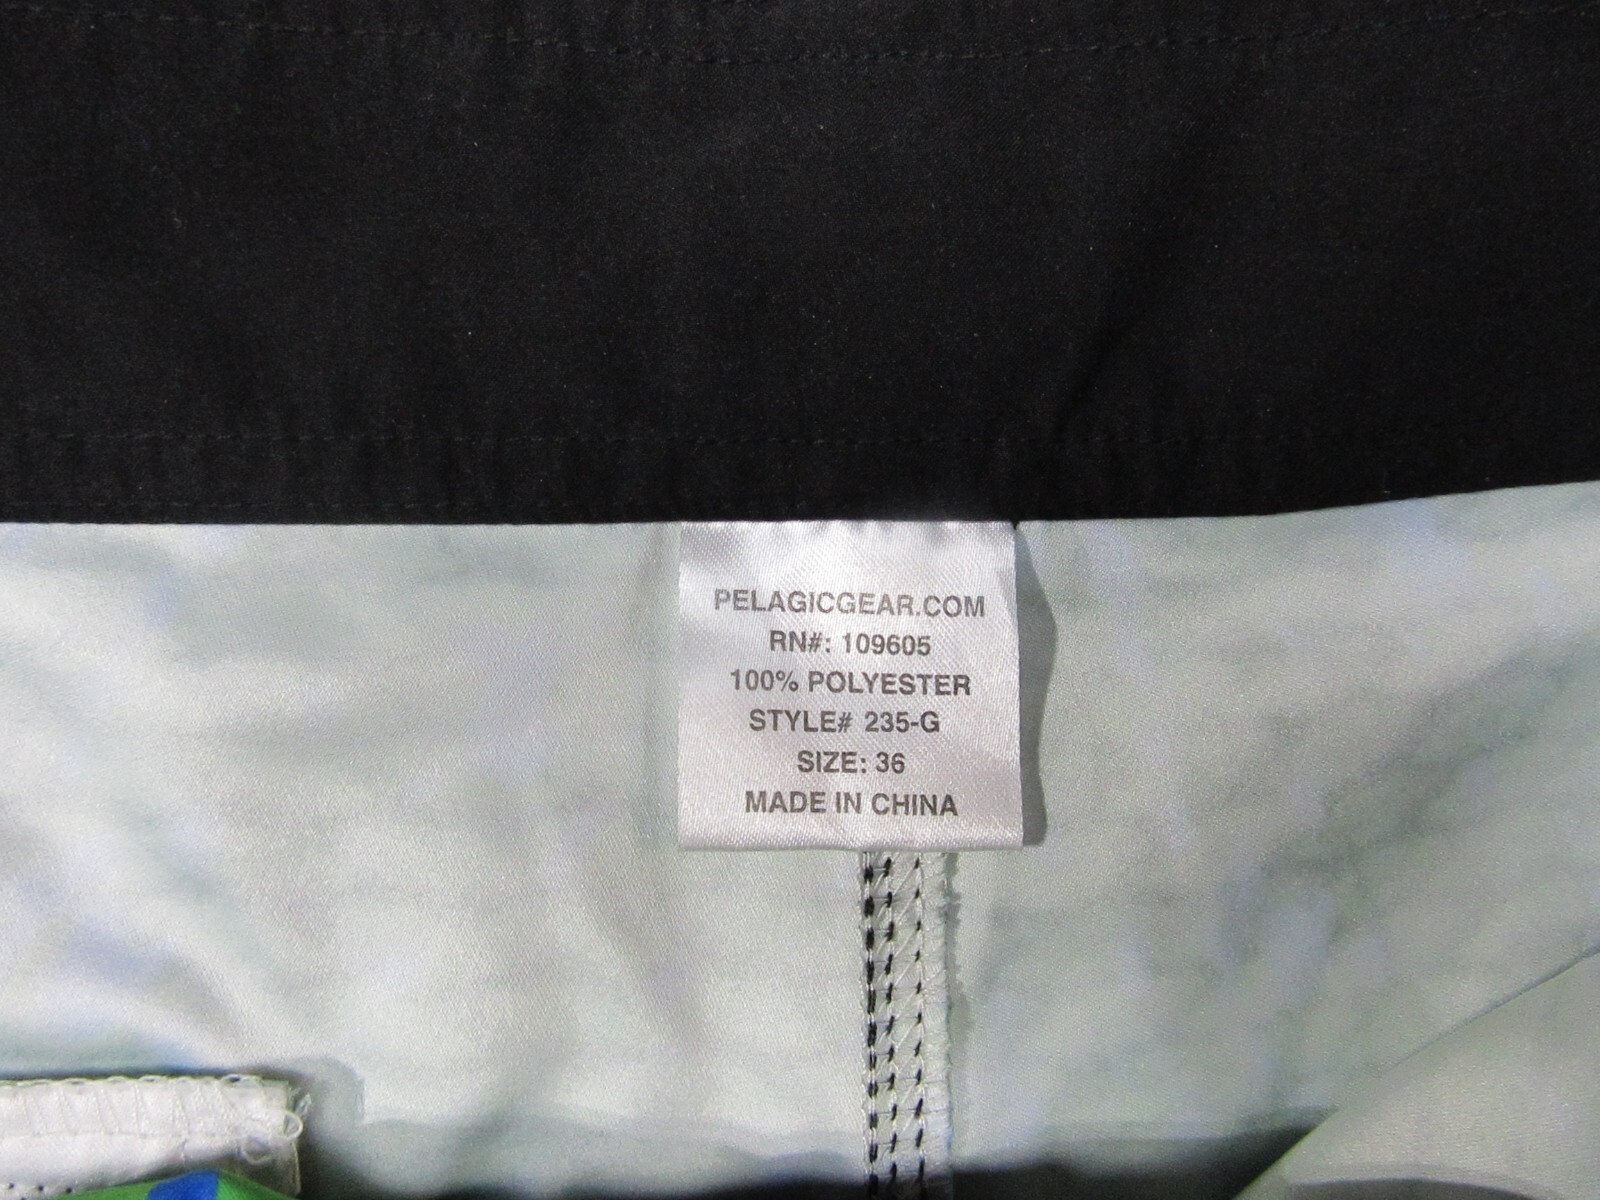 PELAGICGEAR.COM
RN#: 109605
100% POLYESTER
STYLE# 235-G
SIZE: 36
MADE IN CHINA